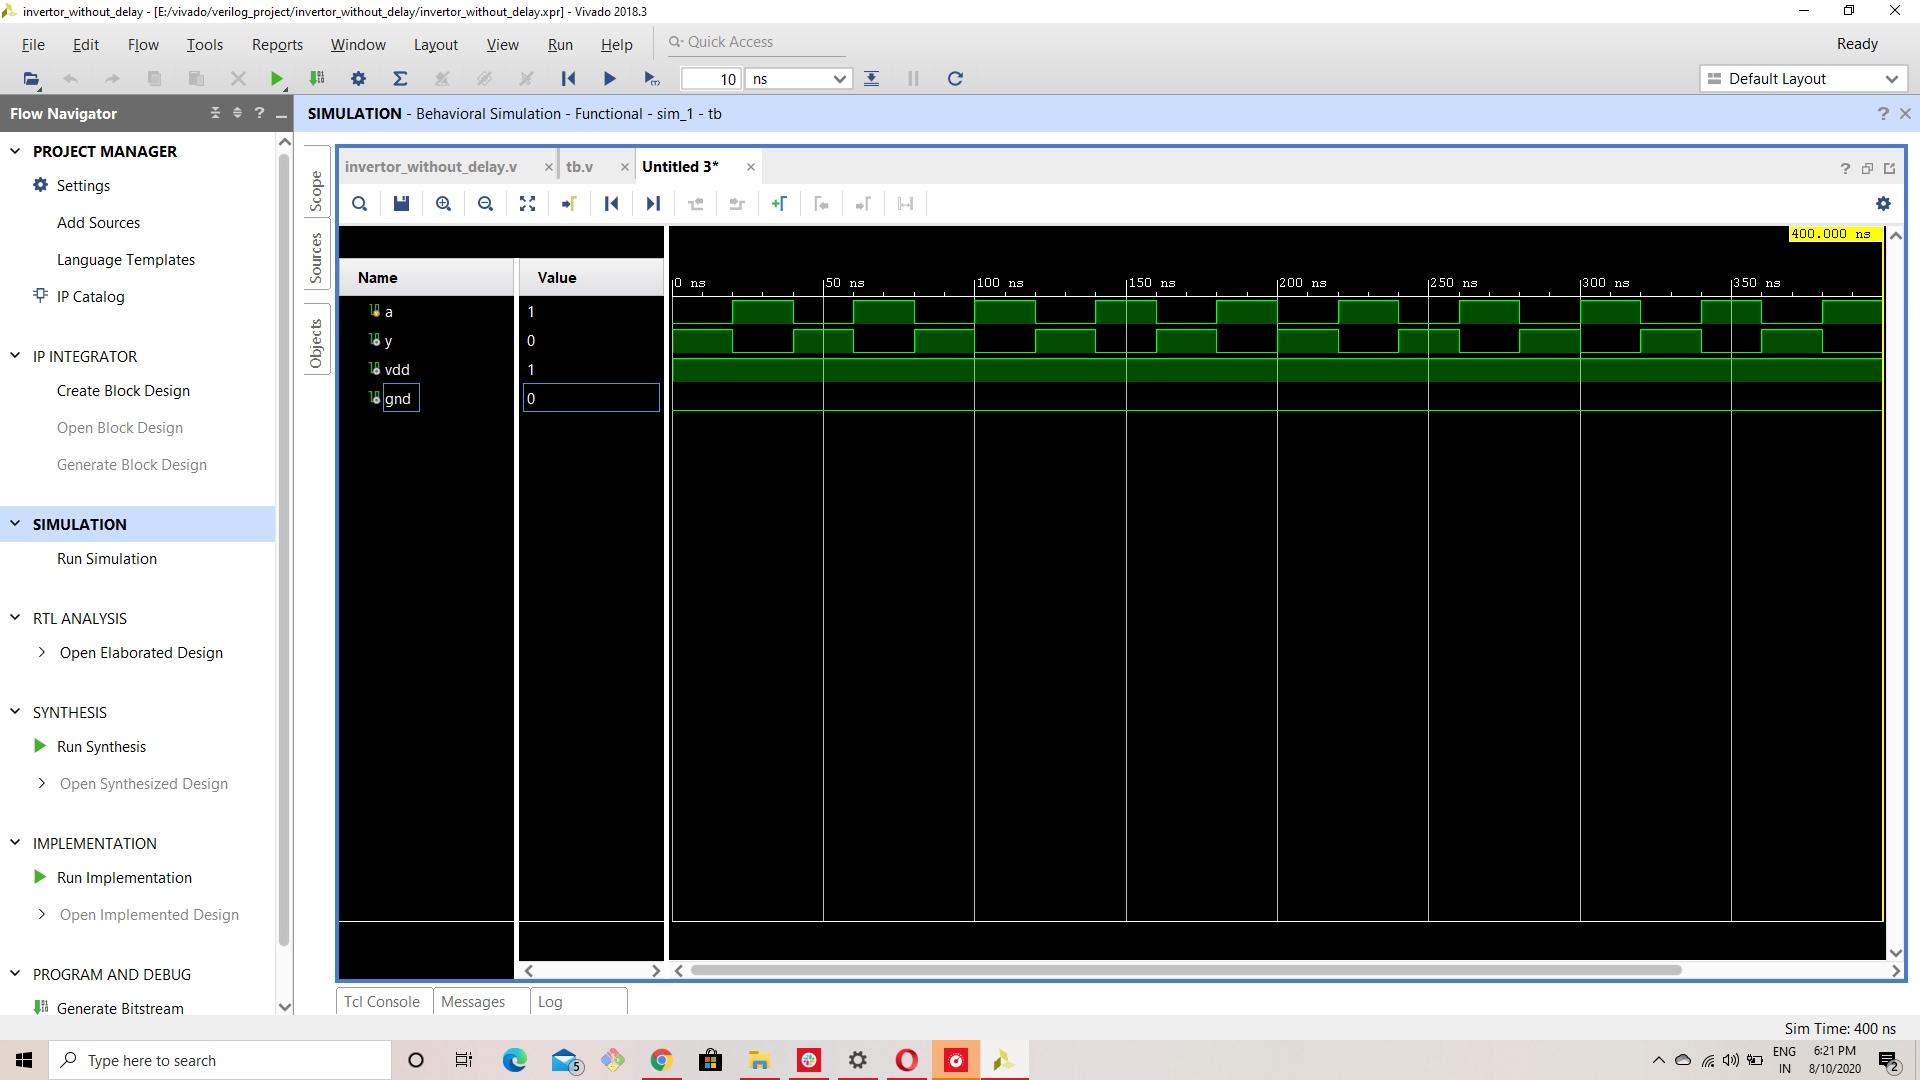 invertor_without_delay - [E:/vivado/verilog_project/invertor_without_delay/invertor_without_delay.xpr] - Vivado 2018.3
File Edit Flow Tools Reports Window Layout View Run Help Quick Access Ready
10 ns Default Layout
Flow Navigator
SIMULATION - Behavioral Simulation - Functional - sim_1 - tb
PROJECT MANAGER
Settings
Add Sources
Language Templates
IP Catalog
IP INTEGRATOR
Create Block Design
Open Block Design
Generate Block Design
SIMULATION
Run Simulation
RTL ANALYSIS
Open Elaborated Design
SYNTHESIS
Run Synthesis
Open Synthesized Design
IMPLEMENTATION
Run Implementation
Open Implemented Design
PROGRAM AND DEBUG
Generate Bitstream
Scope
Sources
Objects
invertor_without_delay.v tb.v Untitled 3*
400.000 ns
Name Value
0 ns 50 ns 100 ns 150 ns 200 ns 250 ns 300 ns 350 ns
a 1
y 0
vdd 1
gnd 0
Tcl Console Messages Log
Sim Time: 400 ns
Type here to search
5
ENG
IN
6:21 PM
8/10/2020
2